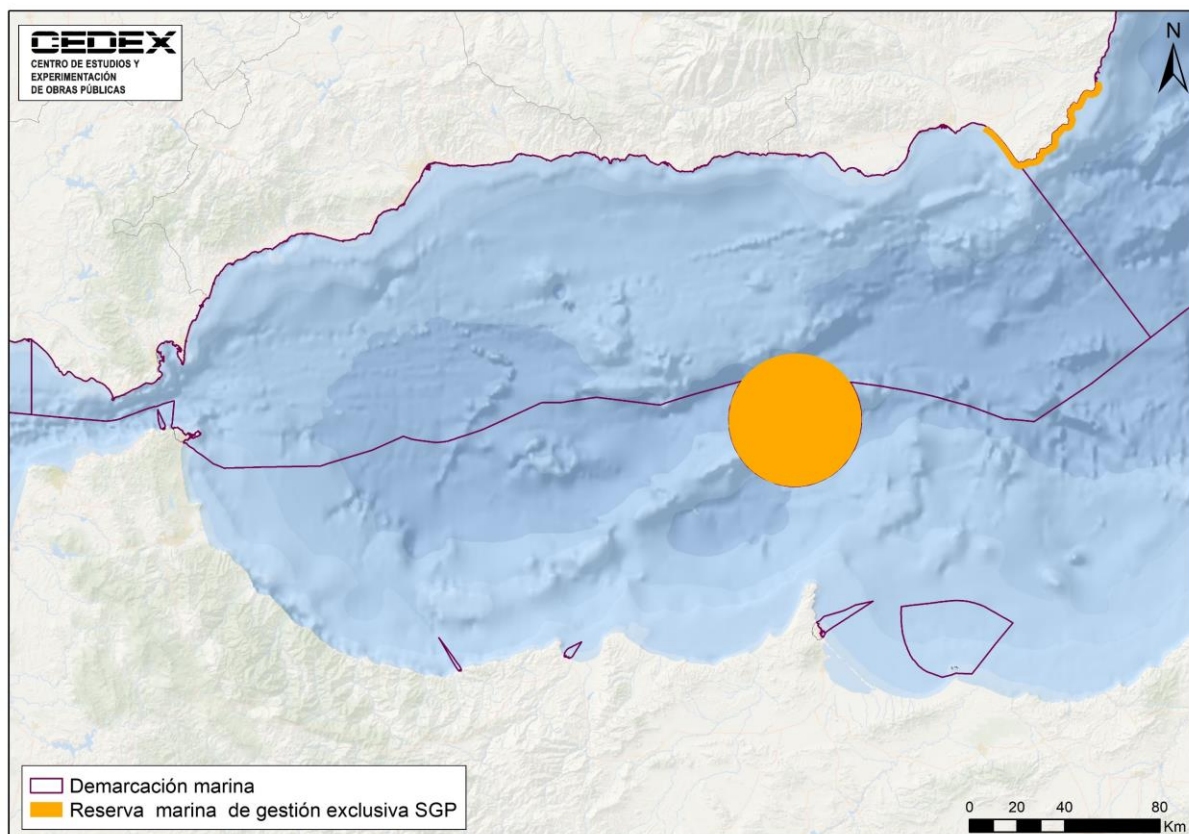 CEDEX
CENTRO DE ESTUDIOS Y
EXPERIMENTACIÓN
DE OBRAS PÚBLICAS
N
Demarcación marina
Reserva marina de gestión exclusiva SGP
0 20 40 80
Km